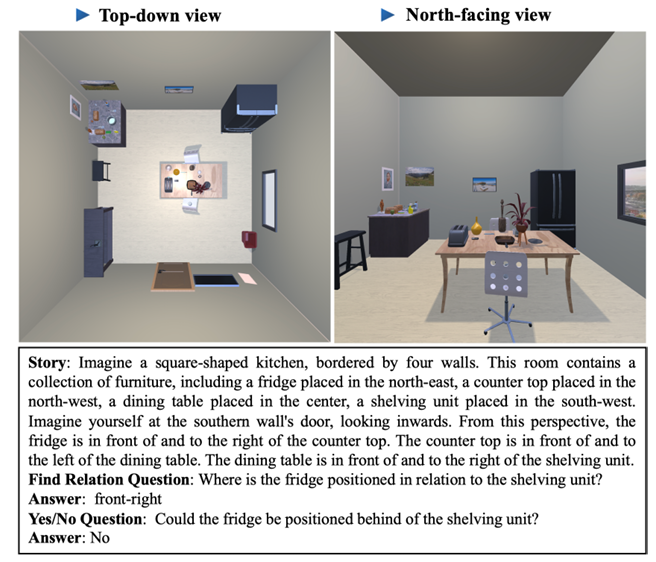 Top-down view
North-facing view
Story: Imagine a square-shaped kitchen, bordered by four walls. This room contains a
collection of furniture, including a fridge placed in the north-east, a counter top placed in the
north-west, a dining table placed in the center, a shelving unit placed in the south-west.
Imagine yourself at the southern wall's door, looking inwards. From this perspective, the
fridge is in front of and to the right of the counter top. The counter top is in front of and to
the left of the dining table. The dining table is in front of and to the right of the shelving unit.
Find Relation Question: Where is the fridge positioned in relation to the shelving unit?
Answer: front-right
Yes/No Question: Could the fridge be positioned behind of the shelving unit?
Answer: No